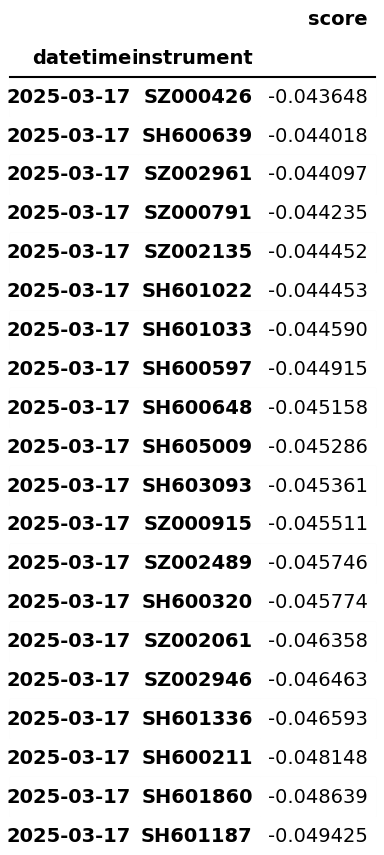 score
datetime instrument
2025-03-17 SZ000426 -0.043648
2025-03-17 SH600639 -0.044018
2025-03-17 SZ002961 -0.044097
2025-03-17 SZ000791 -0.044235
2025-03-17 SZ002135 -0.044452
2025-03-17 SH601022 -0.044453
2025-03-17 SH601033 -0.044590
2025-03-17 SH600597 -0.044915
2025-03-17 SH600648 -0.045158
2025-03-17 SH605009 -0.045286
2025-03-17 SH603093 -0.045361
2025-03-17 SZ000915 -0.045511
2025-03-17 SZ002489 -0.045746
2025-03-17 SH600320 -0.045774
2025-03-17 SZ002061 -0.046358
2025-03-17 SZ002946 -0.046463
2025-03-17 SH601336 -0.046593
2025-03-17 SH600211 -0.048148
2025-03-17 SH601860 -0.048639
2025-03-17 SH601187 -0.049425